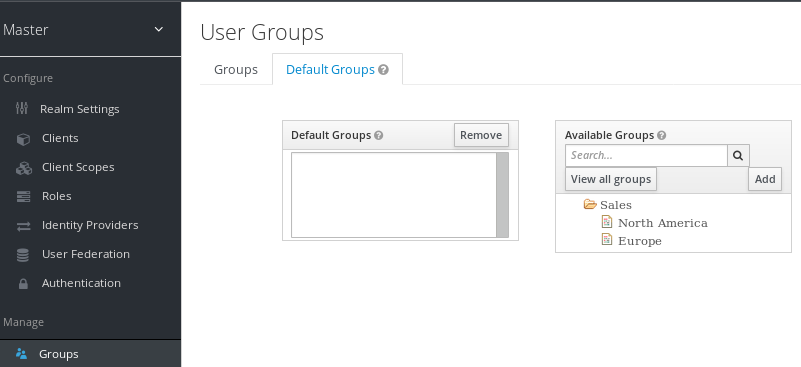 Master
Configure
Realm Settings
Clients
Client Scopes
Roles
Identity Providers
User Federation
Authentication
Manage
Groups
User Groups
Groups
Default Groups ?
Default Groups ?
Remove
Available Groups ?
Search...
View all groups
Add
Sales
North America
Europe